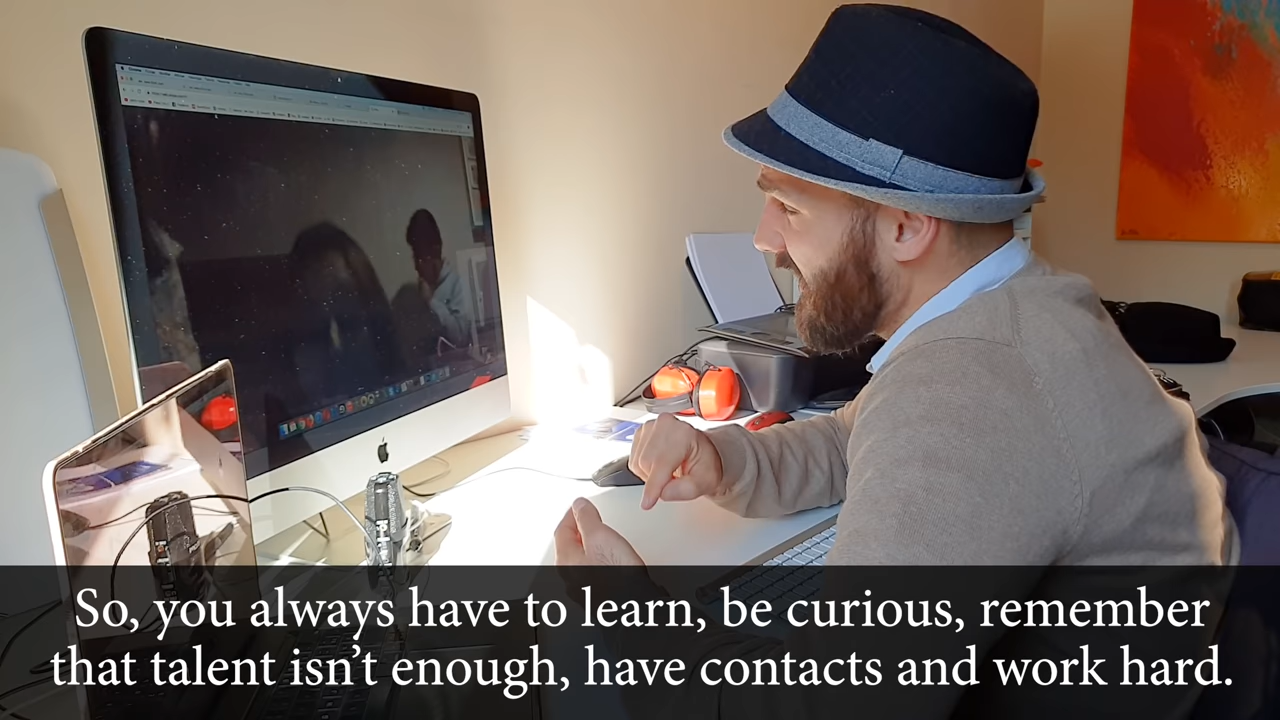 So, you always have to learn, be curious, remember
that talent isn’t enough, have contacts and work hard.